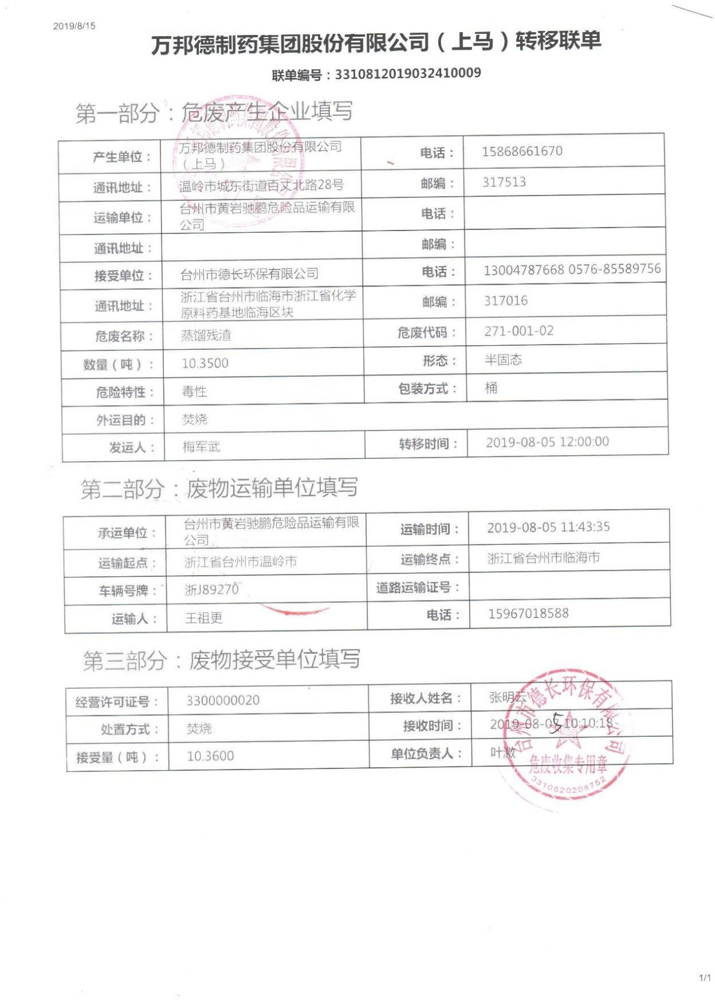 2019/8/15
万邦德制药集团股份有限公司（上马）转移联单
联单编号：3310812019032410009
第一部分：危废产生企业填写
产生单位： 万邦德制药集团股份有限公司（上马） 电话： 15868661670
通讯地址： 温岭市城东街道百丈北路28号 邮编： 317513
运输单位： 台州市黄岩驰鹏危险品运输有限公司 电话：
通讯地址： 邮编：
接受单位： 台州市德长环保有限公司 电话： 13004787668 0576-85589756
通讯地址： 浙江省台州市临海市浙江省化学原料药基地临海区块 邮编： 317016
危废名称： 蒸馏残渣 危废代码： 271-001-02
数量（吨）： 10.3500 形态： 半固态
危险特性： 毒性 包装方式： 桶
外运目的： 焚烧
发运人： 梅军武 转移时间： 2019-08-05 12:00:00
第二部分：废物运输单位填写
承运单位： 台州市黄岩驰鹏危险品运输有限公司 运输时间： 2019-08-05 11:43:35
运输起点： 浙江省台州市温岭市 运输终点： 浙江省台州市临海市
车辆号牌： 浙J89270 道路运输证号：
运输人： 王祖更 电话： 15967018588
第三部分：废物接受单位填写
经营许可证号： 3300000020 接收人姓名： 张明云
处置方式： 焚烧 接收时间： 2019-08-05 10:10:18
接受量（吨）： 10.3600 单位负责人： 叶激
台州市德长环保有限公司
危废收集专用章
3310820208752
1/1